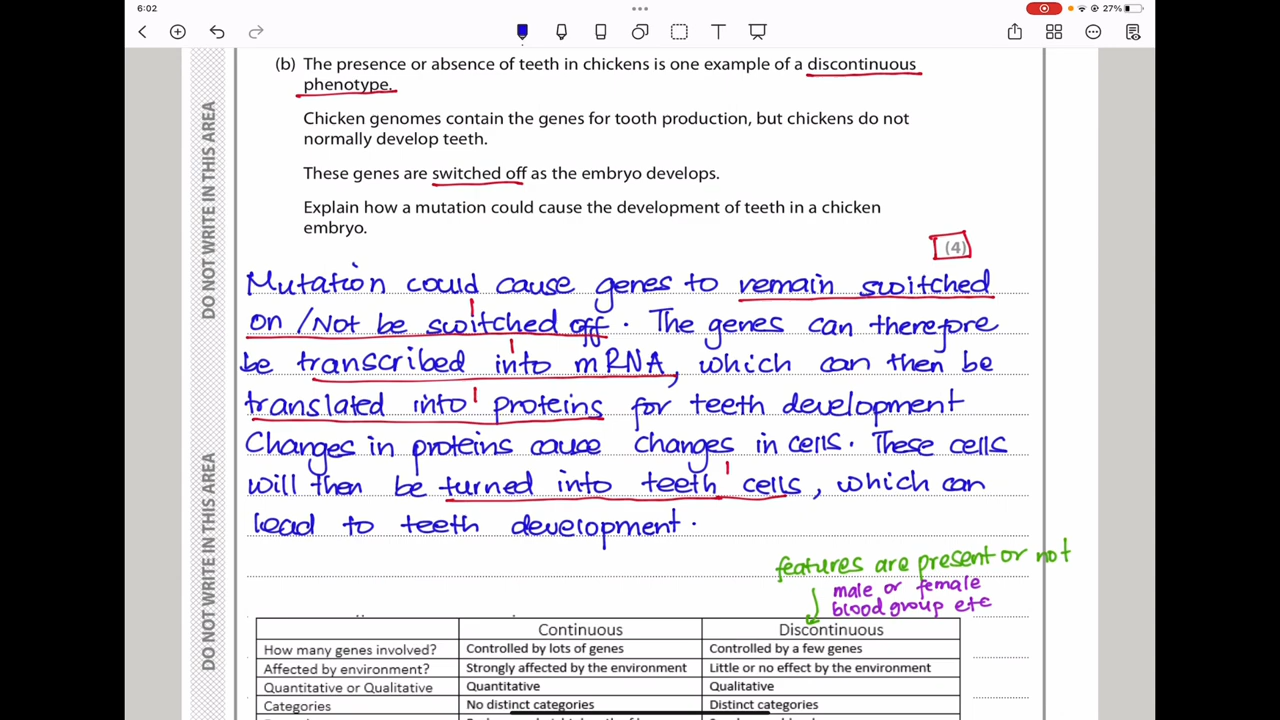 6:02
27%
(b) The presence or absence of teeth in chickens is one example of a discontinuous
phenotype.
Chicken genomes contain the genes for tooth production, but chickens do not
normally develop teeth.
These genes are switched off as the embryo develops.
Explain how a mutation could cause the development of teeth in a chicken
embryo.
(4)
Mutation could cause genes to remain switched
on /Not be switched off. The genes can therefore
be transcribed into mRNA, which can then be
translated into proteins for teeth development
Changes in proteins cause changes in cells. These cells
will then be turned into teeth cells, which can
lead to teeth development.
features are present or not
male or female
blood group etc
Continuous Discontinuous
How many genes involved? Controlled by lots of genes Controlled by a few genes
Affected by environment? Strongly affected by the environment Little or no effect by the environment
Quantitative or Qualitative Quantitative Qualitative
Categories No distinct categories Distinct categories
DO NOT WRITE IN THIS AREA
DO NOT WRITE IN THIS AREA